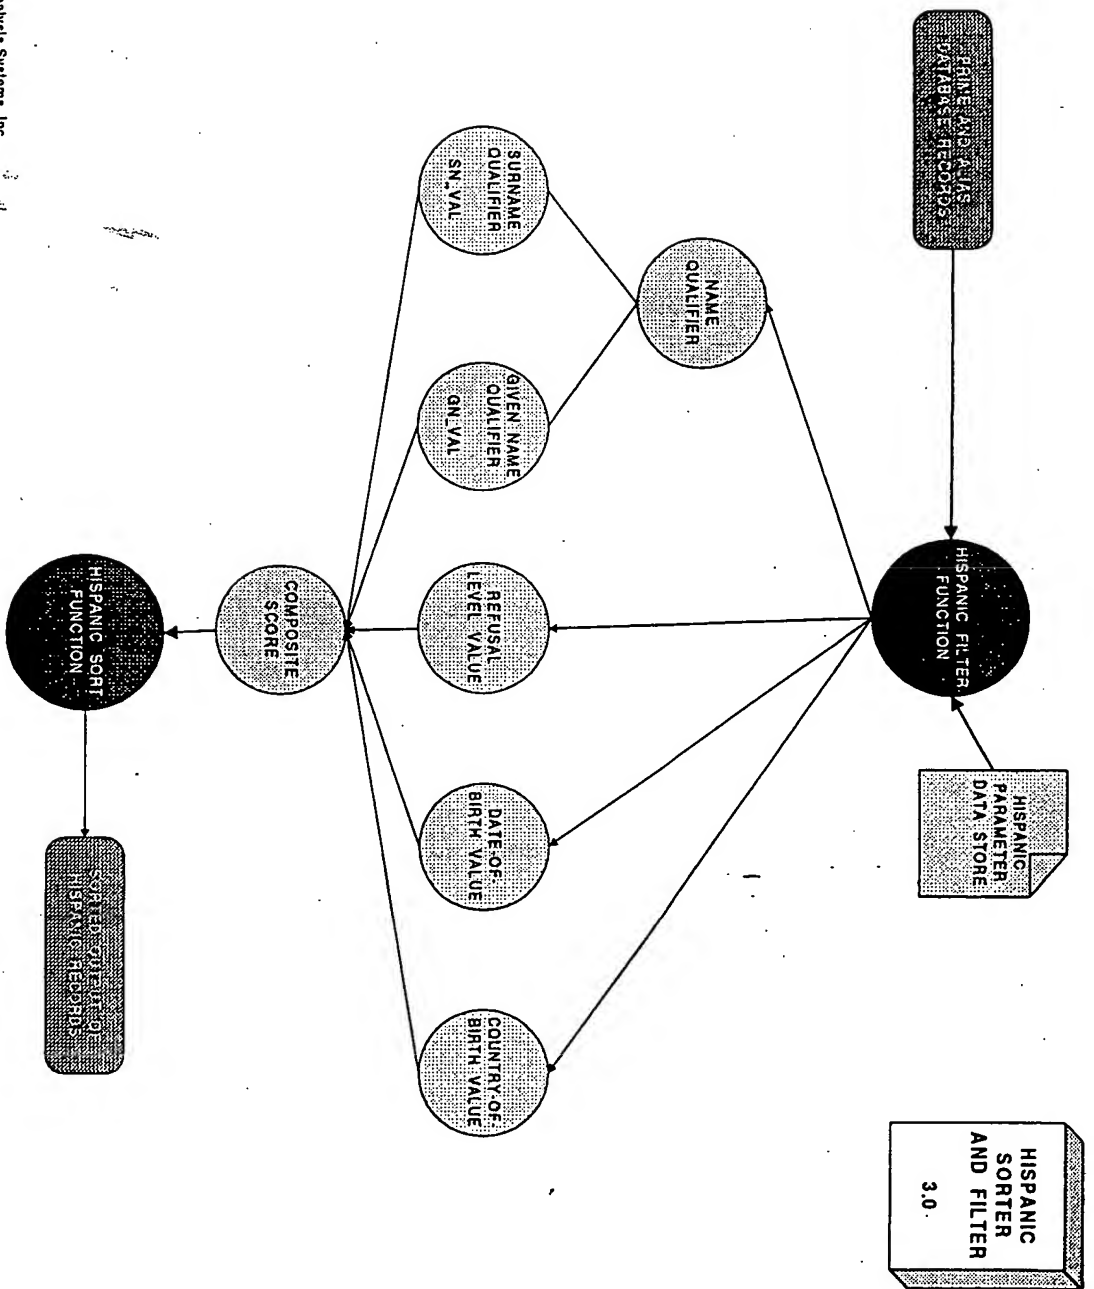 HISPANIC
SORTER
AND FILTER
3.0
PRIME AND ALIAS
DATABASE RECORDS
HISPANIC FILTER
FUNCTION
HISPANIC
PARAMETER
DATA STORE
NAME
QUALIFIER
SURNAME
QUALIFIER
SN_VAL
GIVEN NAME
QUALIFIER
GN_VAL
REFUSAL
LEVEL VALUE
DATE-OF-
BIRTH VALUE
COUNTRY-OF-
BIRTH VALUE
COMPOSITE
SCORE
HISPANIC SORT
FUNCTION
SORTED OUTPUT OF
HISPANIC RECORDS
Systems, Inc